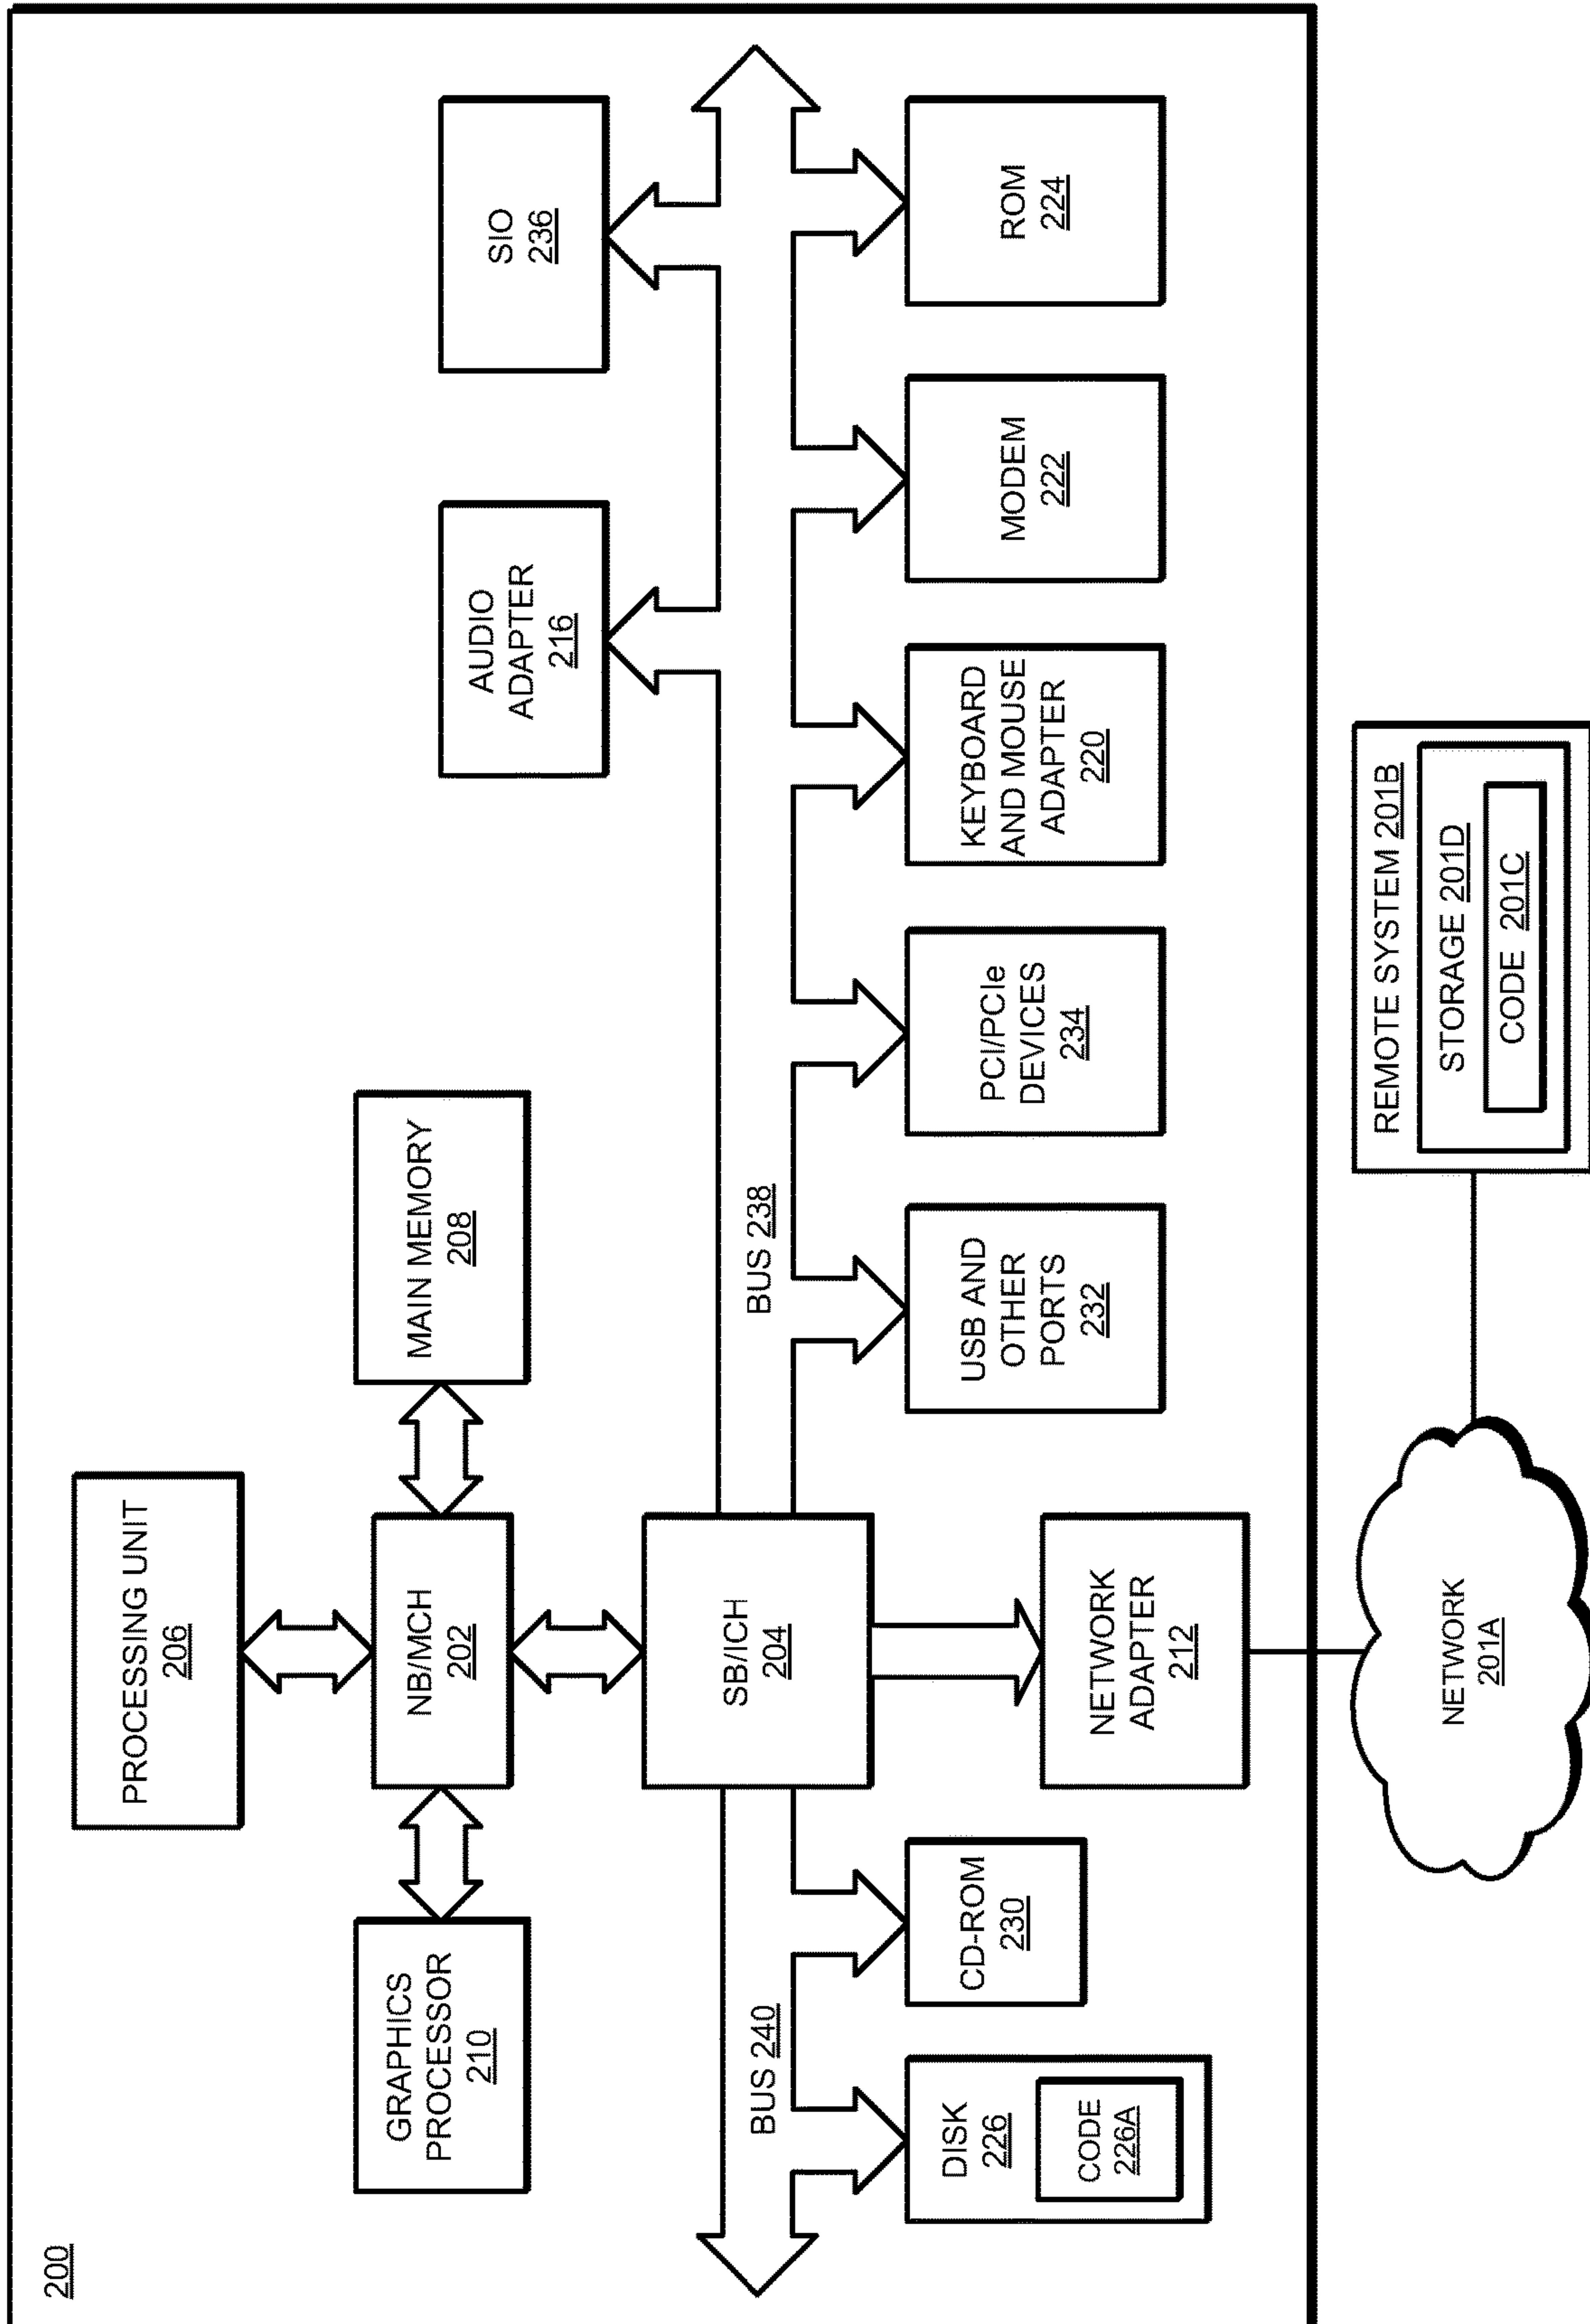 200
PROCESSING UNIT
206
GRAPHICS
PROCESSOR
210
NB/MCH
202
MAIN MEMORY
208
AUDIO
ADAPTER
216
SIO
236
SB/ICH
204
BUS 240
BUS 238
DISK
226
CODE
226A
CD-ROM
230
NETWORK
ADAPTER
212
USB AND
OTHER
PORTS
232
PCI/PCIe
DEVICES
234
KEYBOARD
AND MOUSE
ADAPTER
220
MODEM
222
ROM
224
NETWORK
201A
REMOTE SYSTEM 201B
STORAGE 201D
CODE 201C